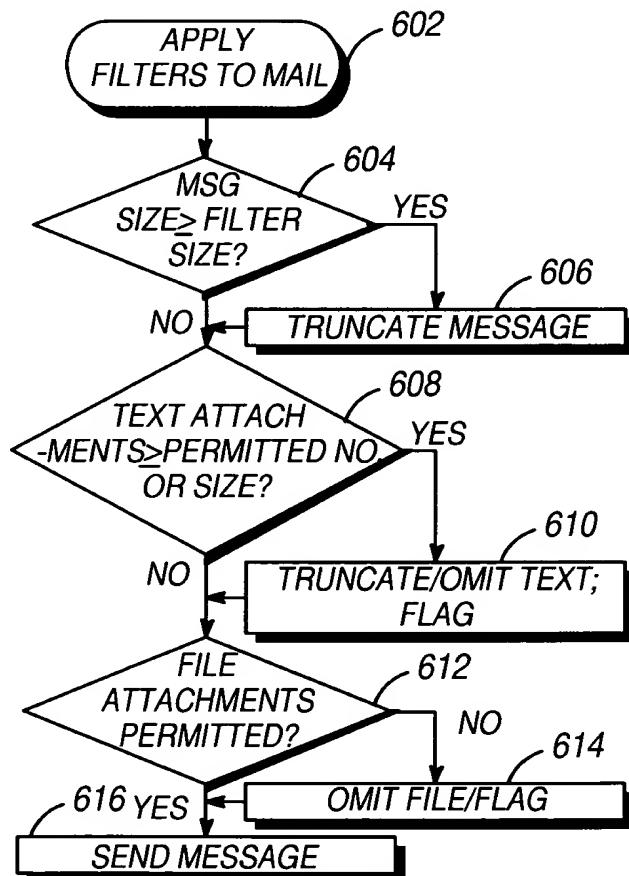 APPLY
FILTERS TO MAIL
602
604
MSG
SIZE≥ FILTER
SIZE?
YES
606
NO
TRUNCATE MESSAGE
608
TEXT ATTACH
-MENTS≥PERMITTED NO.
OR SIZE?
YES
610
NO
TRUNCATE/OMIT TEXT;
FLAG
612
FILE
ATTACHMENTS
PERMITTED?
NO
614
616
YES
OMIT FILE/FLAG
SEND MESSAGE